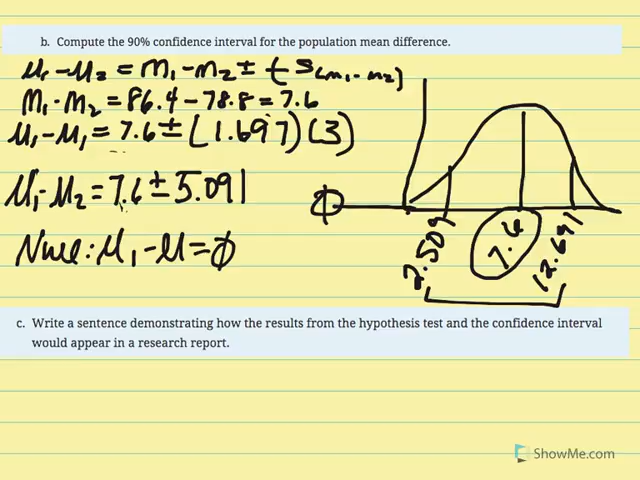 b. Compute the 90% confidence interval for the population mean difference.
μ₁-μ₂ = m₁-m₂ ± t S(m₁-m₂)
m₁-m₂ = 86.4-78.8 = 7.6
μ₁-μ₁ = 7.6 ± (1.697)(3)
μ₁-μ₂ = 7.6 ± 5.091
Null: μ₁-μ = ϕ
ϕ
2.509
7.6
12.691
c. Write a sentence demonstrating how the results from the hypothesis test and the confidence interval
would appear in a research report.
ShowMe.com